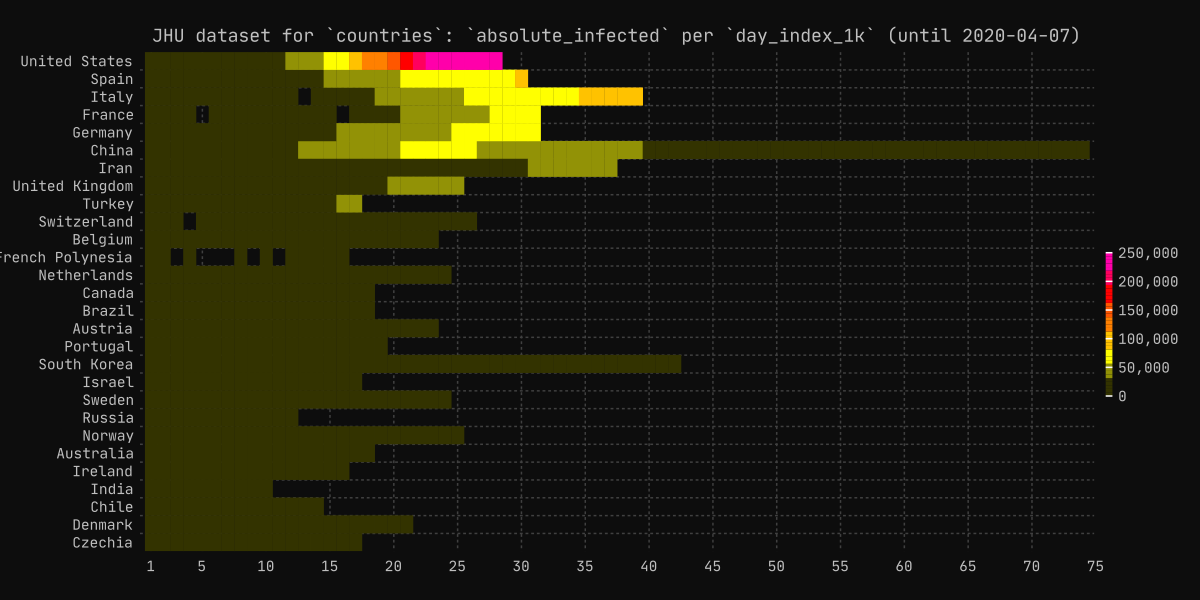 JHU dataset for `countries`: `absolute_infected` per `day_index_1k` (until 2020-04-07)
United States
Spain
Italy
France
Germany
China
Iran
United Kingdom
Turkey
Switzerland
Belgium
French Polynesia
Netherlands
Canada
Brazil
Austria
Portugal
South Korea
Israel
Sweden
Russia
Norway
Australia
Ireland
India
Chile
Denmark
Czechia
1 5 10 15 20 25 30 35 40 45 50 55 60 65 70 75
250,000
200,000
150,000
100,000
50,000
0